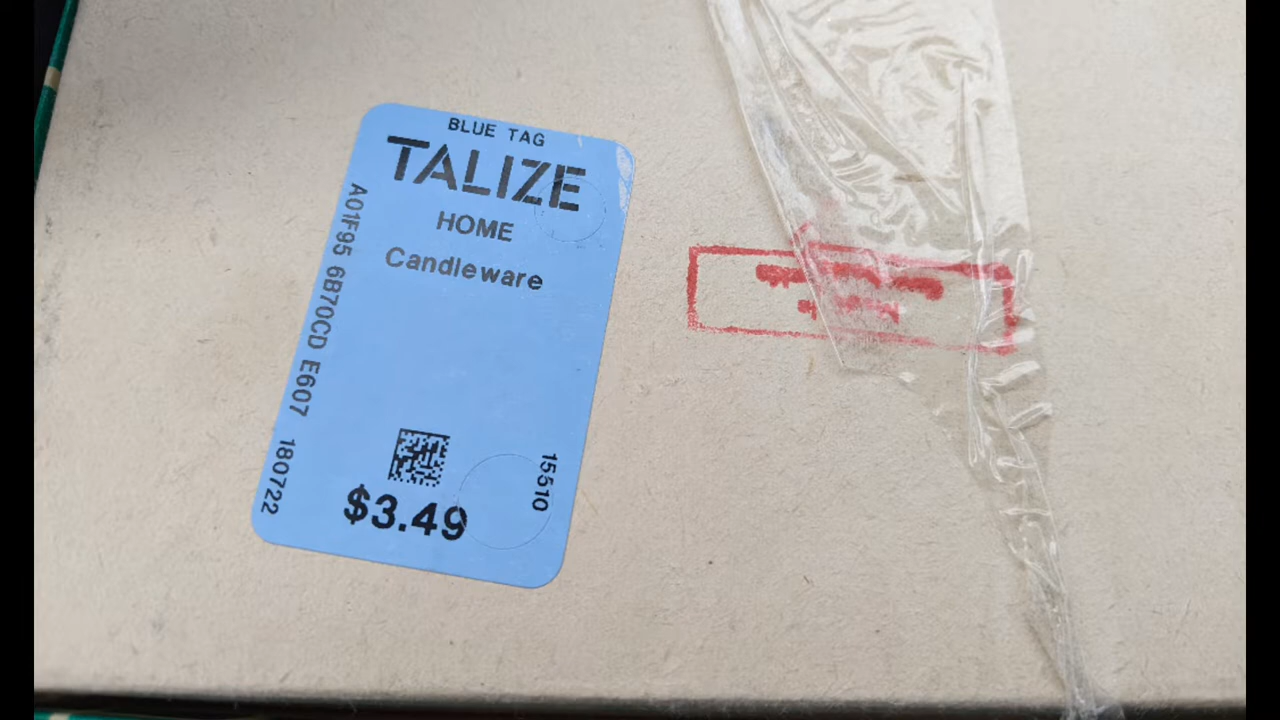 BLUE TAG
TALIZE
HOME
Candleware
A01F95 6B70CD E607 180722
15510
$3.49